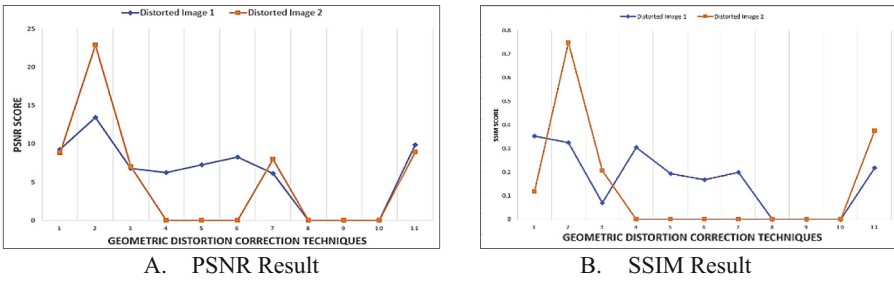 Distorted Image 1 Distorted Image 2
25
20
15
10
5
0
PSNR SCORE
1 2 3 4 5 6 7 8 9 10 11
GEOMETRIC DISTORTION CORRECTION TECHNIQUES
A. PSNR Result
Distorted Image 1 Distorted Image 2
0.8
0.7
0.6
0.5
0.4
0.3
0.2
0.1
0
SSIM SCORE
1 2 3 4 5 6 7 8 9 10 11
GEOMETRIC DISTORTION CORRECTION TECHNIQUES
B. SSIM Result